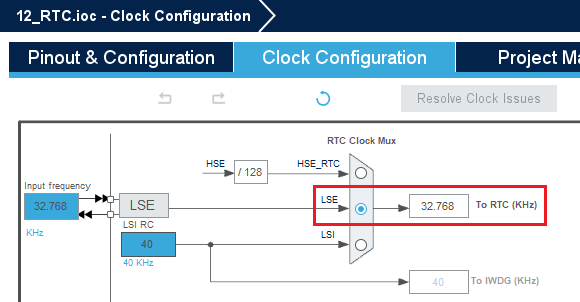 12_RTC.ioc - Clock Configuration
Pinout & Configuration
Clock Configuration
Project Ma
Resolve Clock Issues
RTC Clock Mux
HSE
/ 128
HSE_RTC
Input frequency
32.768
KHz
LSE
LSE
32.768
To RTC (KHz)
LSI RC
40
40 KHz
LSI
40
To IWDG (KHz)